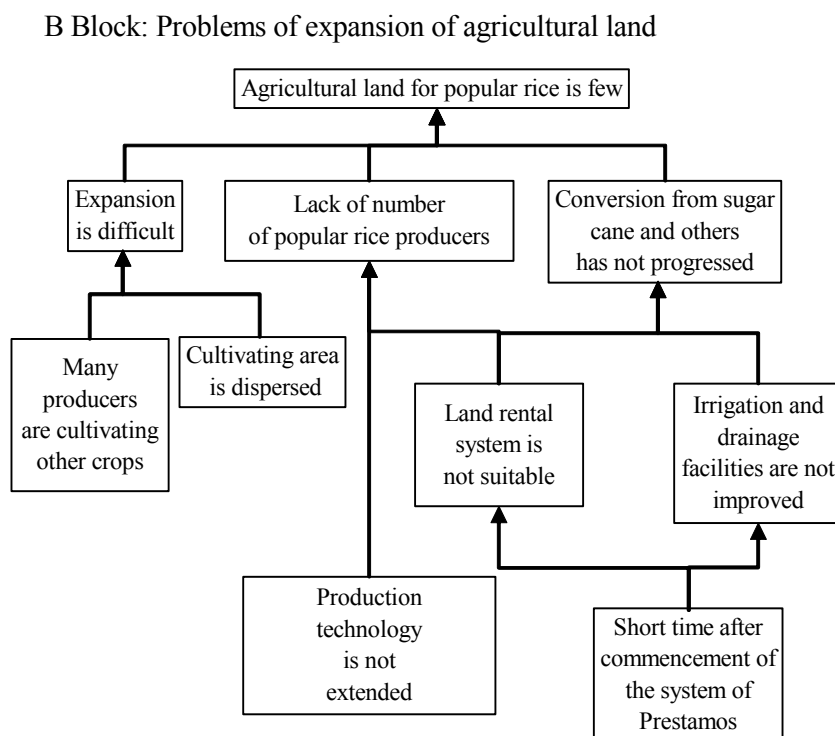 B Block: Problems of expansion of agricultural land
Agricultural land for popular rice is few
Expansion
is difficult
Lack of number
of popular rice producers
Conversion from sugar
cane and others
has not progressed
Many
producers
are cultivating
other crops
Cultivating area
is dispersed
Land rental
system is
not suitable
Irrigation and
drainage
facilities are not
improved
Production
technology
is not
extended
Short time after
commencement of
the system of
Prestamos